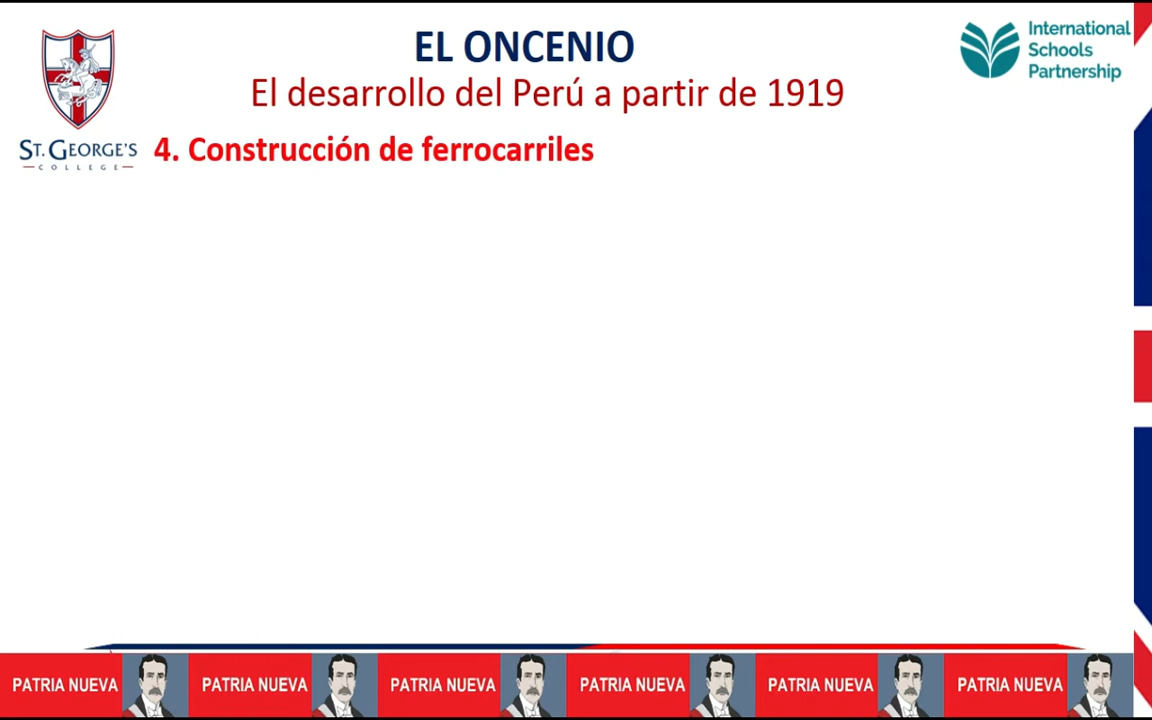 EL ONCENIO
El desarrollo del Perú a partir de 1919
International
Schools
Partnership
ST. GEORGE'S
COLLEGE
4. Construcción de ferrocarriles
PATRIA NUEVA
PATRIA NUEVA
PATRIA NUEVA
PATRIA NUEVA
PATRIA NUEVA
PATRIA NUEVA